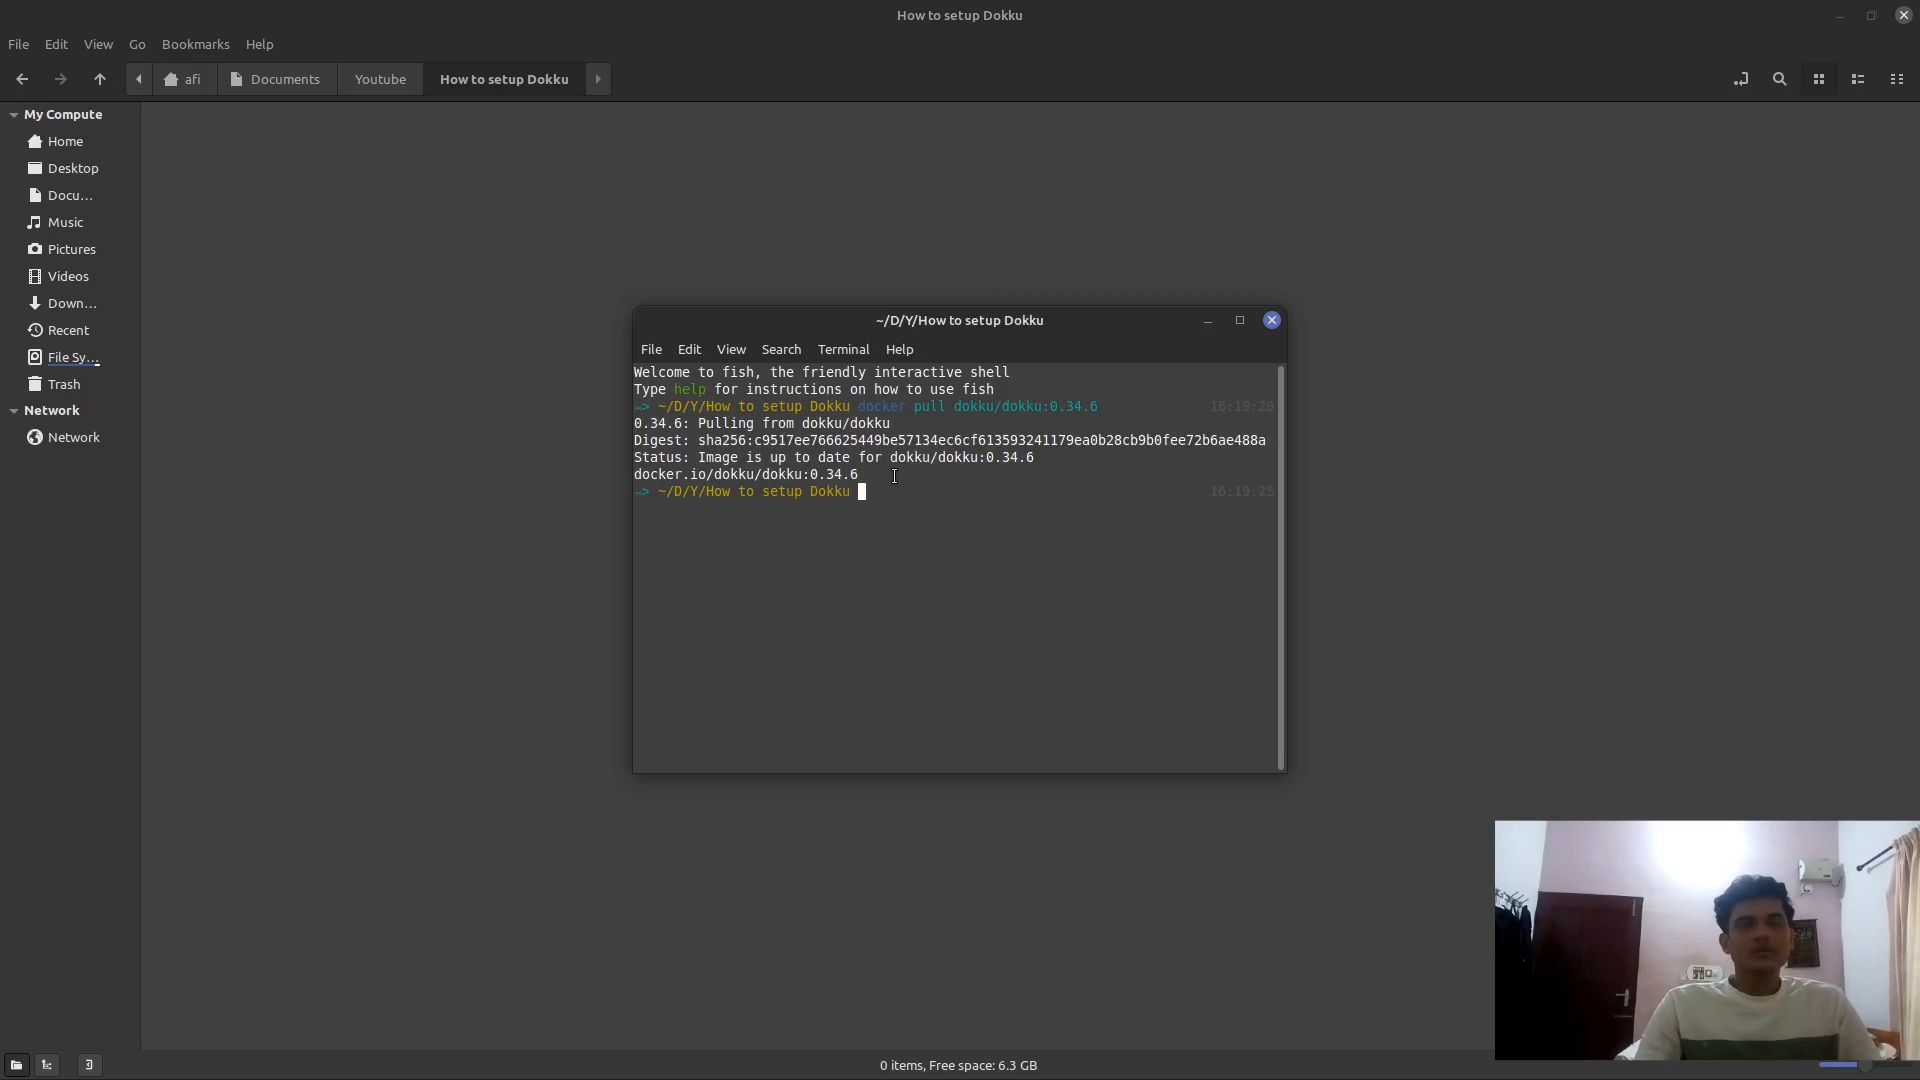 How to setup Dokku
File Edit View Go Bookmarks Help
afi Documents Youtube How to setup Dokku
My Compute
Home
Desktop
Docu...
Music
Pictures
Videos
Down...
Recent
File Sy...
Trash
Network
Network
~/D/Y/How to setup Dokku
File Edit View Search Terminal Help
Welcome to fish, the friendly interactive shell
Type help for instructions on how to use fish
=> ~/D/Y/How to setup Dokku docker pull dokku/dokku:0.34.6 16:19:20
0.34.6: Pulling from dokku/dokku
Digest: sha256:c9517ee766625449be57134ec6cf613593241179ea0b28cb9b0fee72b6ae488a
Status: Image is up to date for dokku/dokku:0.34.6
docker.io/dokku/dokku:0.34.6
=> ~/D/Y/How to setup Dokku 16:19:25
0 items, Free space: 6.3 GB